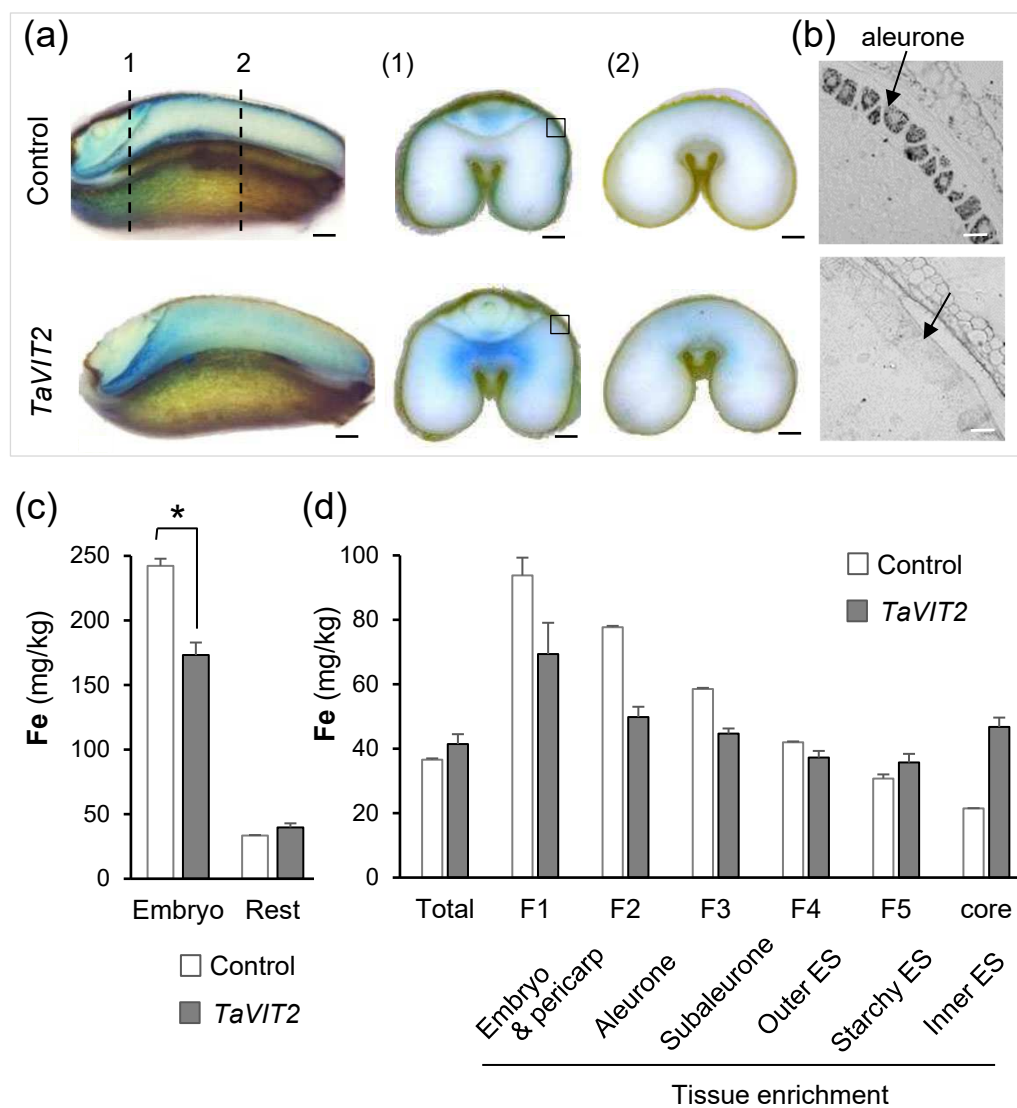 (a)
1
2
(1)
(2)
(b)
aleurone
Control
TaVIT2
(c)
*
Fe (mg/kg)
250
200
150
100
50
0
Embryo
Rest
Control
TaVIT2
(d)
Fe (mg/kg)
100
80
60
40
20
0
Control
TaVIT2
Total
F1
F2
F3
F4
F5
core
Embryo
& pericarp
Aleurone
Subaleurone
Outer ES
Starchy ES
Inner ES
Tissue enrichment